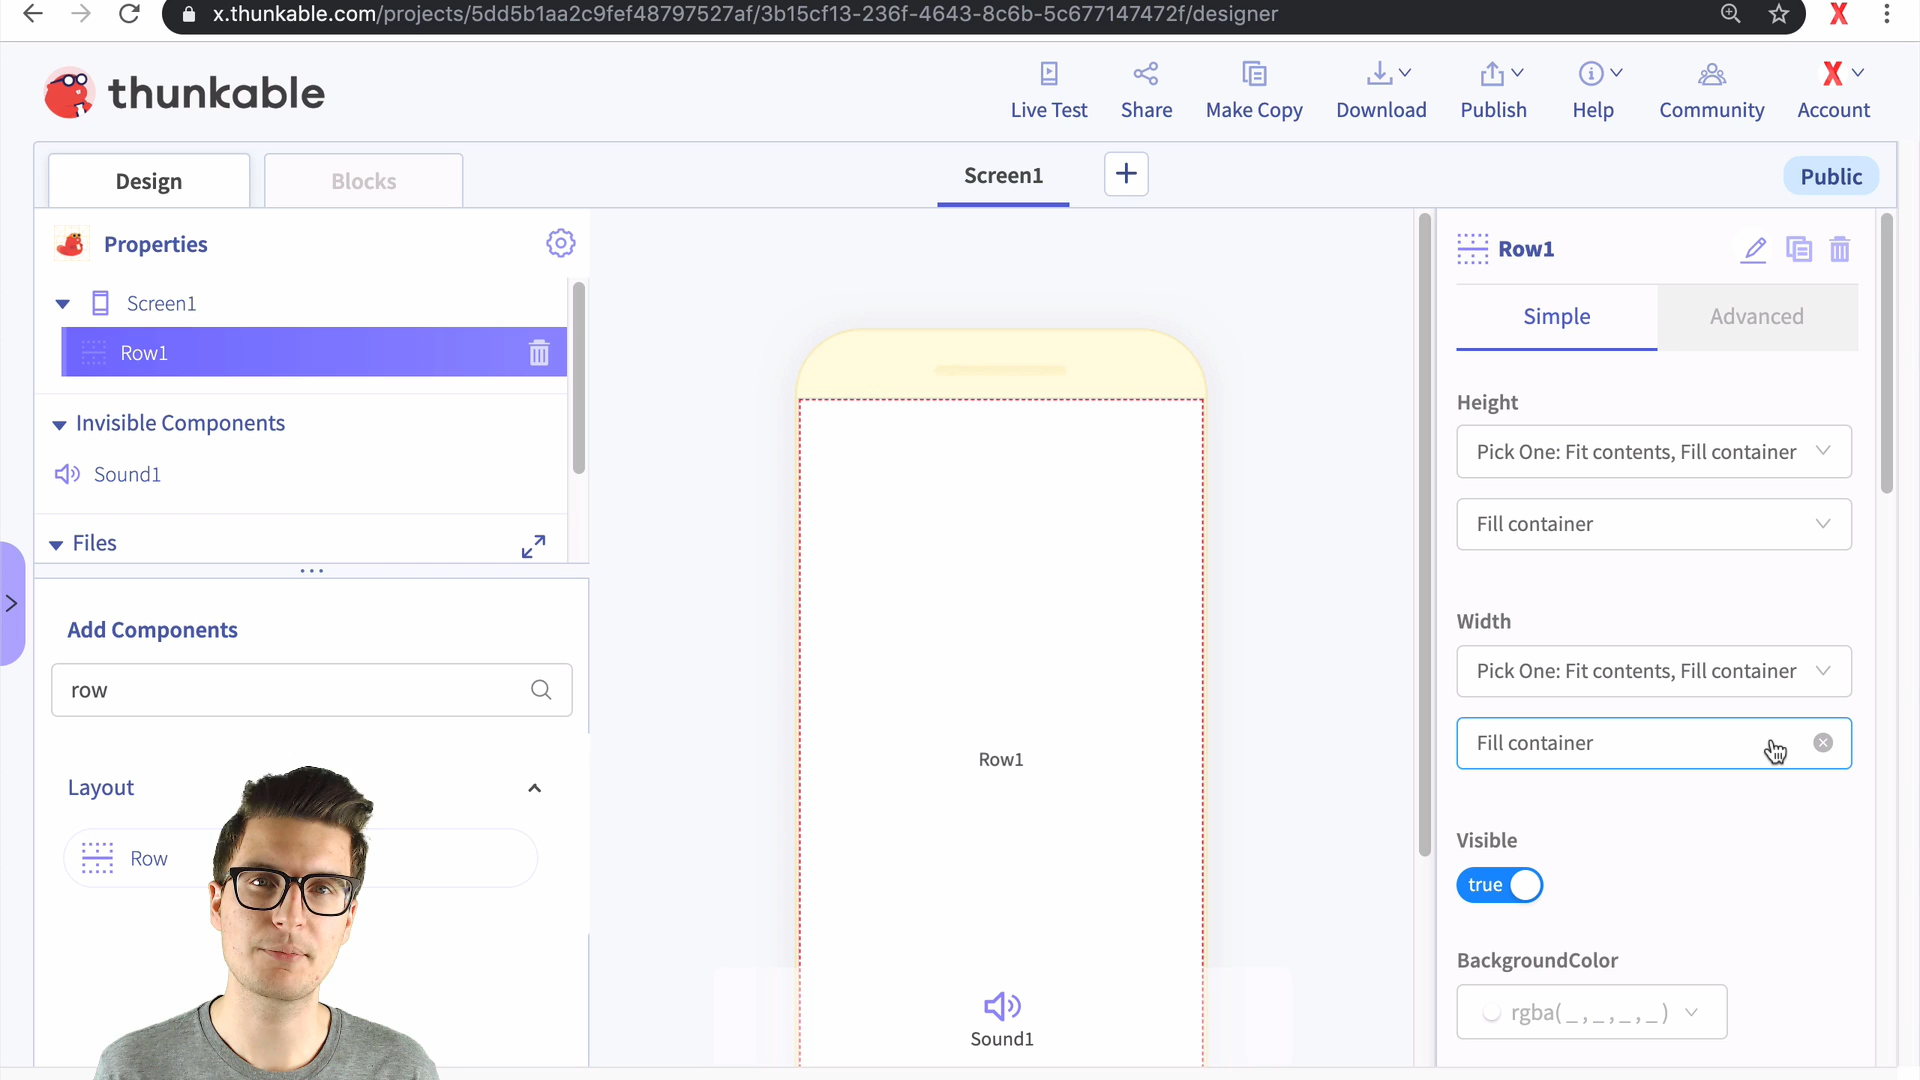 x.thunkable.com/projects/5dd5b1aa2c9fef48797527af/3b15cf13-236f-4643-8c6b-5c677147472f/designer
thunkable
Live Test
Share
Make Copy
Download
Publish
Help
Community
Account
Design
Blocks
Screen1
+
Public
Properties
Screen1
Row1
Invisible Components
Sound1
Files
Add Components
row
Layout
Row
Row1
Sound1
Row1
Simple
Advanced
Height
Pick One: Fit contents, Fill container
Fill container
Width
Pick One: Fit contents, Fill container
Fill container
Visible
true
BackgroundColor
rgba( _ , _ , _ , _ )